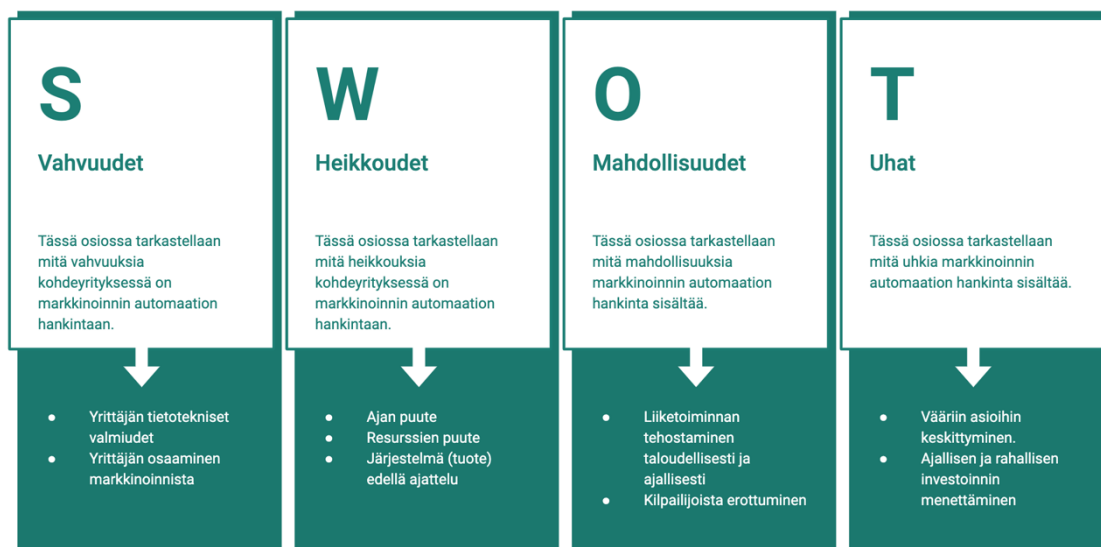 S
Vahvuudet
Tässä osiossa tarkastellaan
mitä vahvuuksia
kohdeyrityksessä on
markkinoinnin automaation
hankintaan.
● Yrittäjän tietotekniset
valmiudet
● Yrittäjän osaaminen
markkinoinnista
W
Heikkoudet
Tässä osiossa tarkastellaan
mitä heikkouksia
kohdeyrityksessä on
markkinoinnin automaation
hankintaan.
● Ajan puute
● Resurssien puute
● Järjestelmä (tuote)
edellä ajattelu
O
Mahdollisuudet
Tässä osiossa tarkastellaan
mitä mahdollisuuksia
markkinoinnin automaation
hankinta sisältää.
● Liiketoiminnan
tehostaminen
taloudellisesti ja
ajallisesti
● Kilpailijoista erottuminen
T
Uhat
Tässä osiossa tarkastellaan
mitä uhkia markkinoinnin
automaation hankinta sisältää.
● Vääriin asioihin
keskittyminen.
● Ajallisen ja rahallisen
investoinnin
menettäminen